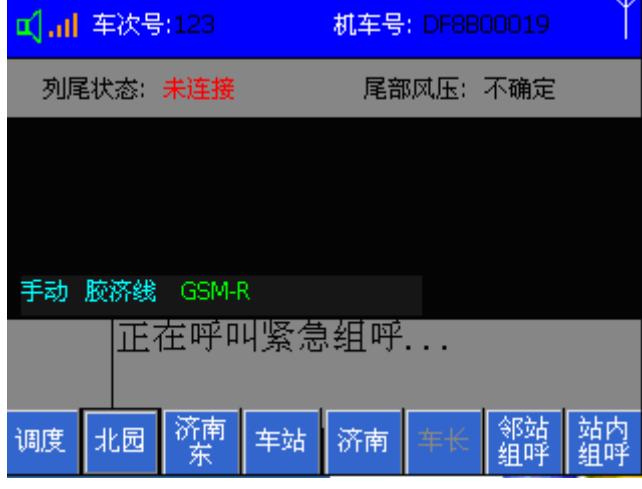 车次号:123 机车号: DF8B00019
列尾状态: 未连接 尾部风压: 不确定
手动 胶济线 GSM-R
正在呼叫紧急组呼...
调度 北园 济南东 车站 济南 车长 邻站组呼 站内组呼